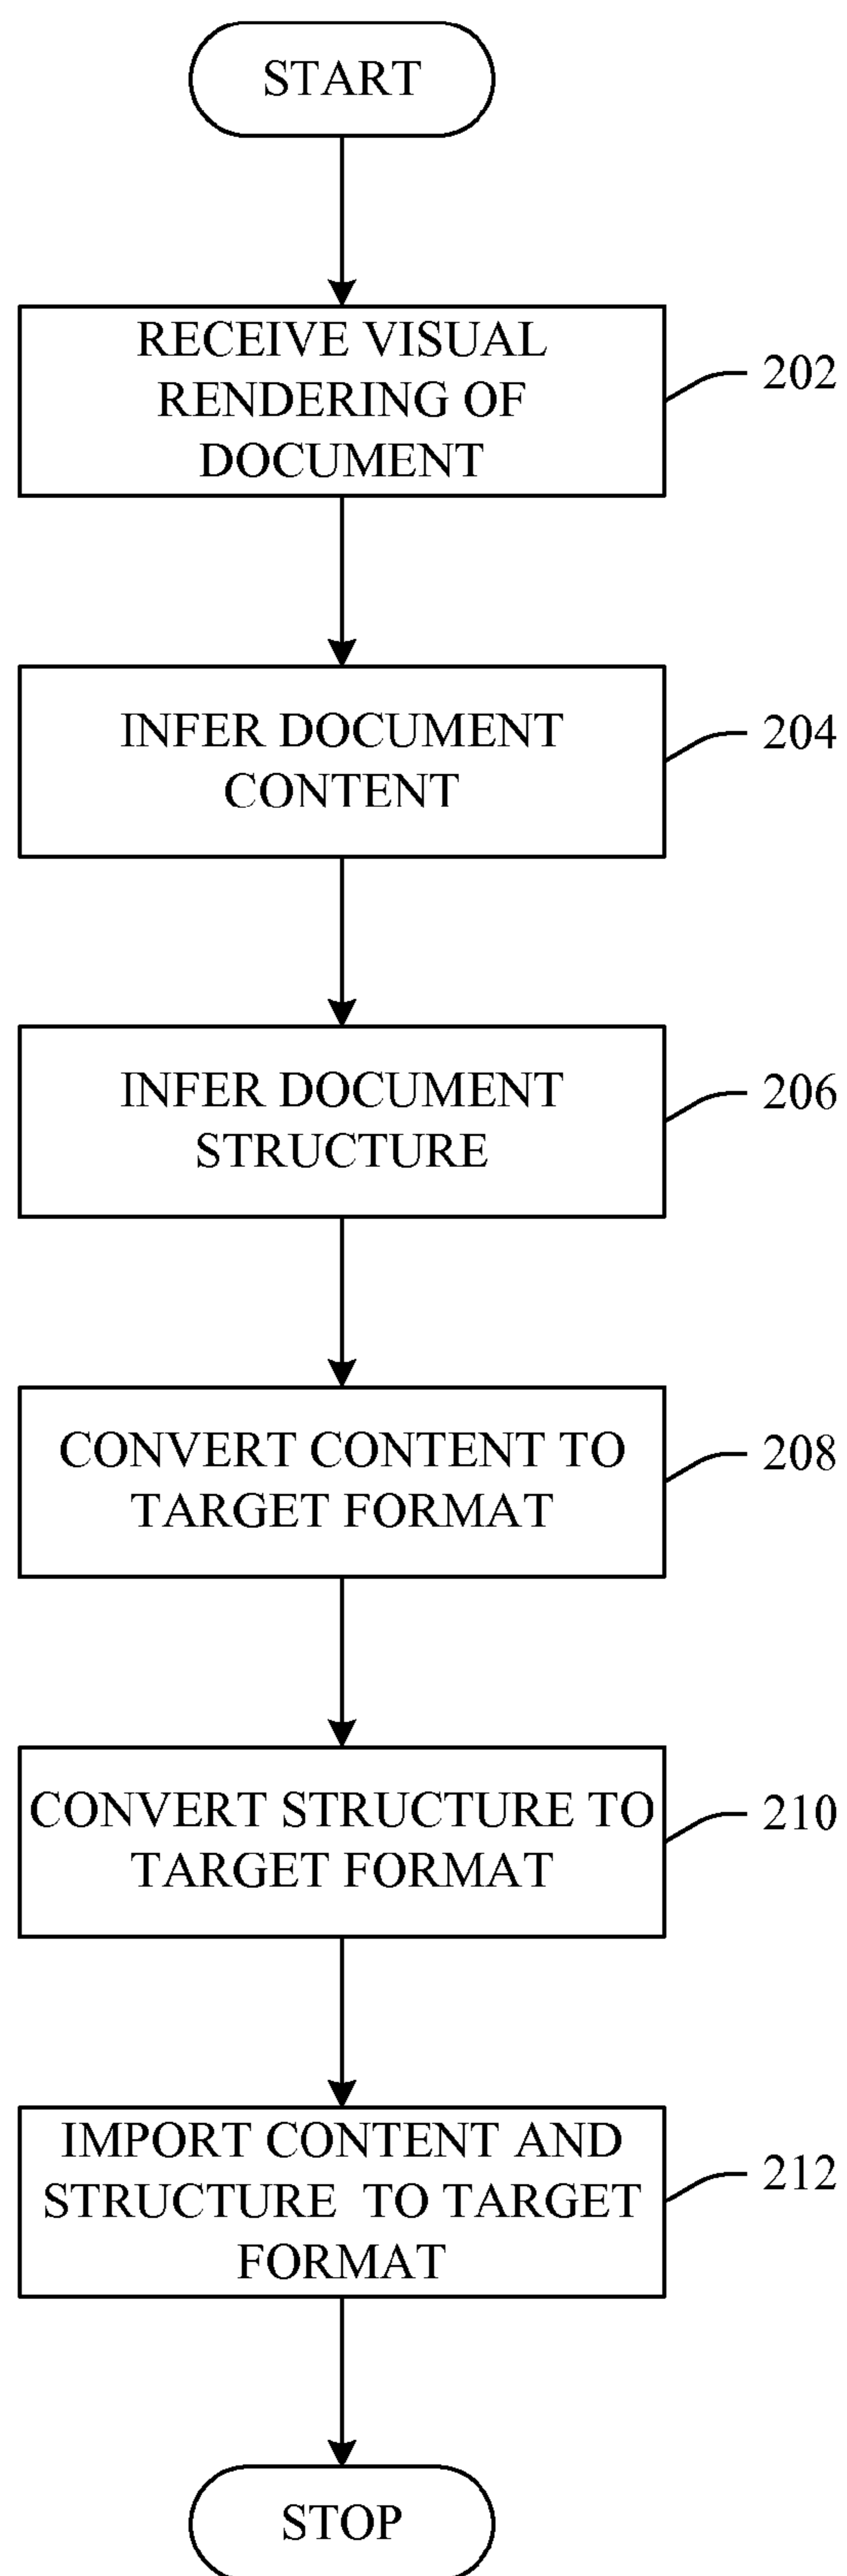 START
RECEIVE VISUAL
RENDERING OF
DOCUMENT
202
INFER DOCUMENT
CONTENT
204
INFER DOCUMENT
STRUCTURE
206
CONVERT CONTENT TO
TARGET FORMAT
208
CONVERT STRUCTURE TO
TARGET FORMAT
210
IMPORT CONTENT AND
STRUCTURE TO TARGET
FORMAT
212
STOP